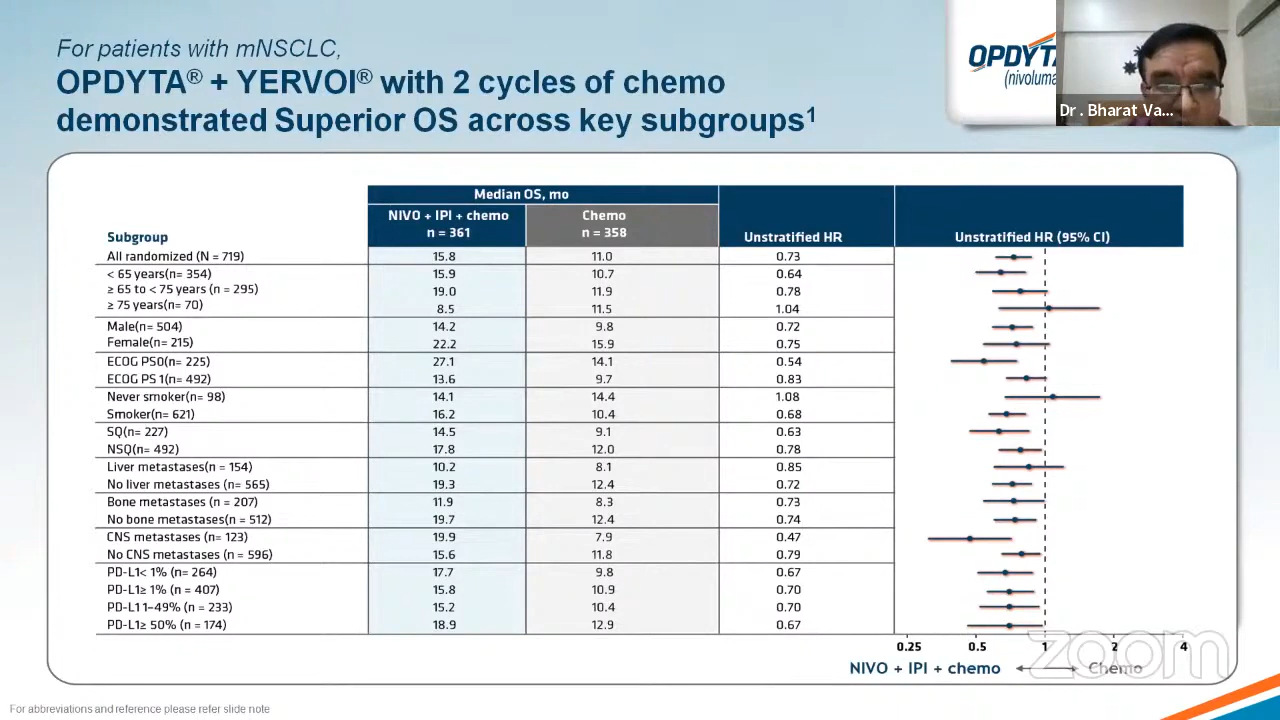 For patients with mNSCLC,
OPDYTA® + YERVOI® with 2 cycles of chemo
demonstrated Superior OS across key subgroups1
OPDYTA
(nivoluma
Dr. Bharat Va...
Median OS, mo
Subgroup NIVO + IPI + chemo n = 361 Chemo n = 358 Unstratified HR Unstratified HR (95% CI)
All randomized (N = 719) 15.8 11.0 0.73
< 65 years(n= 354) 15.9 10.7 0.64
≥ 65 to < 75 years (n = 295) 19.0 11.9 0.78
≥ 75 years(n= 70) 8.5 11.5 1.04
Male(n= 504) 14.2 9.8 0.72
Female(n= 215) 22.2 15.9 0.75
ECOG PS0(n= 225) 27.1 14.1 0.54
ECOG PS 1(n= 492) 13.6 9.7 0.83
Never smoker(n= 98) 14.1 14.4 1.08
Smoker(n= 621) 16.2 10.4 0.68
SQ(n= 227) 14.5 9.1 0.63
NSQ(n= 492) 17.8 12.0 0.78
Liver metastases(n = 154) 10.2 8.1 0.85
No liver metastases (n= 565) 19.3 12.4 0.72
Bone metastases (n = 207) 11.9 8.3 0.73
No bone metastases(n = 512) 19.7 12.4 0.74
CNS metastases (n= 123) 19.9 7.9 0.47
No CNS metastases (n = 596) 15.6 11.8 0.79
PD-L1< 1% (n= 264) 17.7 9.8 0.67
PD-L1≥ 1% (n = 407) 15.8 10.9 0.70
PD-L1 1–49% (n = 233) 15.2 10.4 0.70
PD-L1≥ 50% (n = 174) 18.9 12.9 0.67
0.25 0.5 1 2 4
NIVO + IPI + chemo Chemo
zoom
For abbreviations and reference please refer slide note